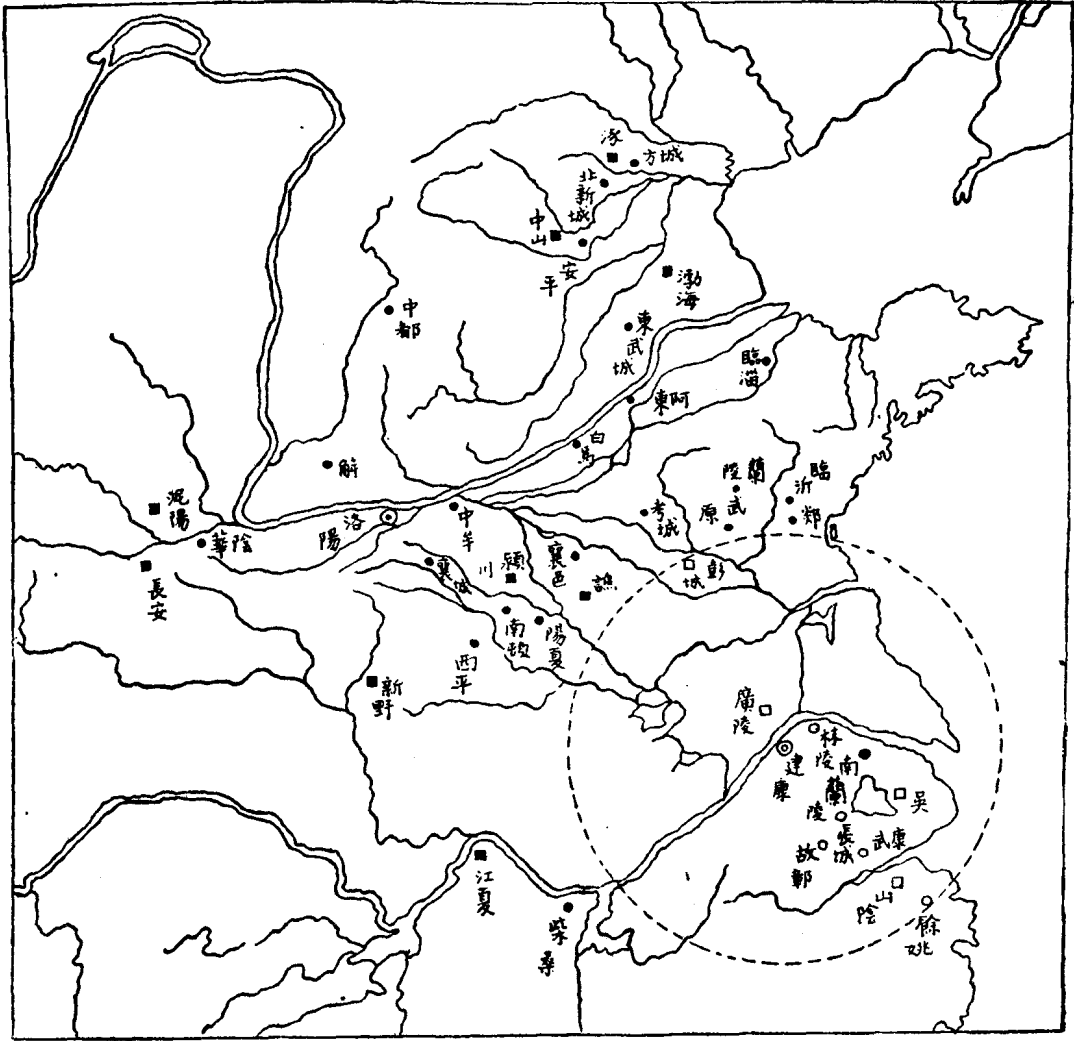 涿
方城
北新城
中山
安平
渤海
中都
東武城
臨淄
東阿
白馬
解
蘭陵
臨沂
武原
郯
考城
混陽
洛陽
中牟
華陰
長安
襄城
潁川
襄邑
譙
彭城
南頓
陽夏
西平
新野
廣陵
林陵
建康
南蘭陵
吳
長城
武康
故鄣
山陰
餘姚
江夏
柴桑